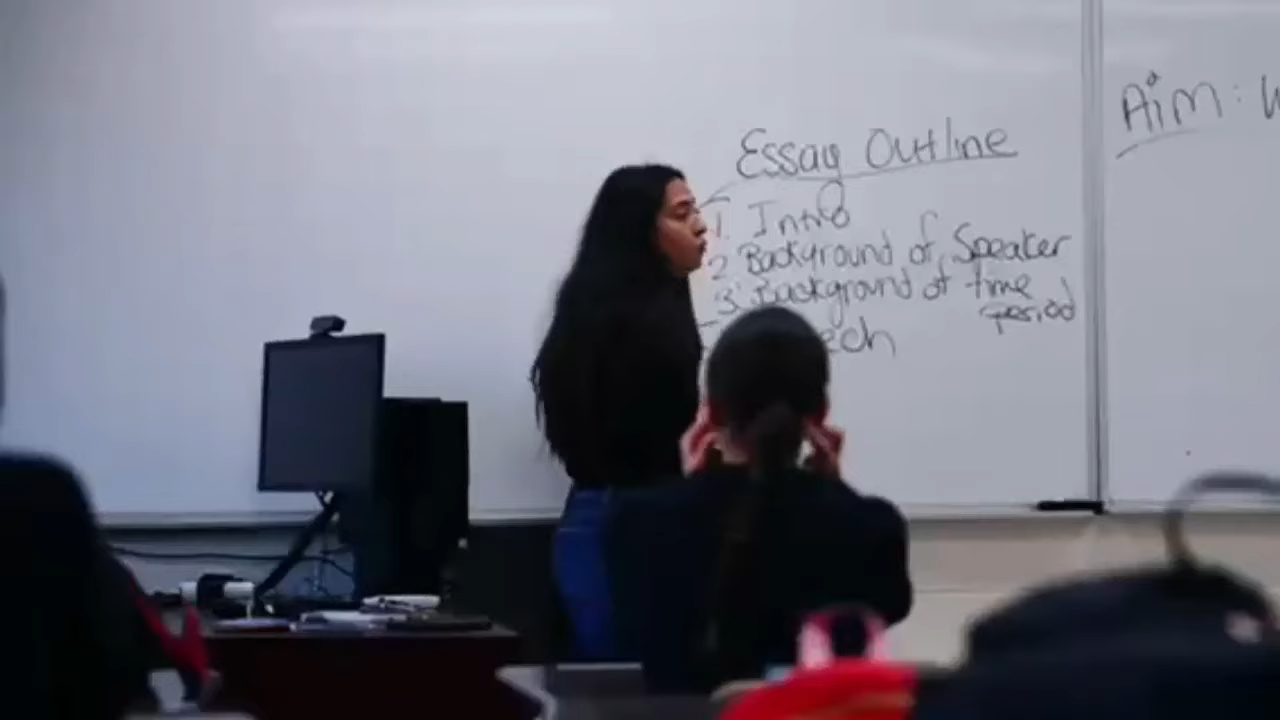 Essay Outline
1. Intro
2 Background of Speaker
3. Background of time
period
Aim: